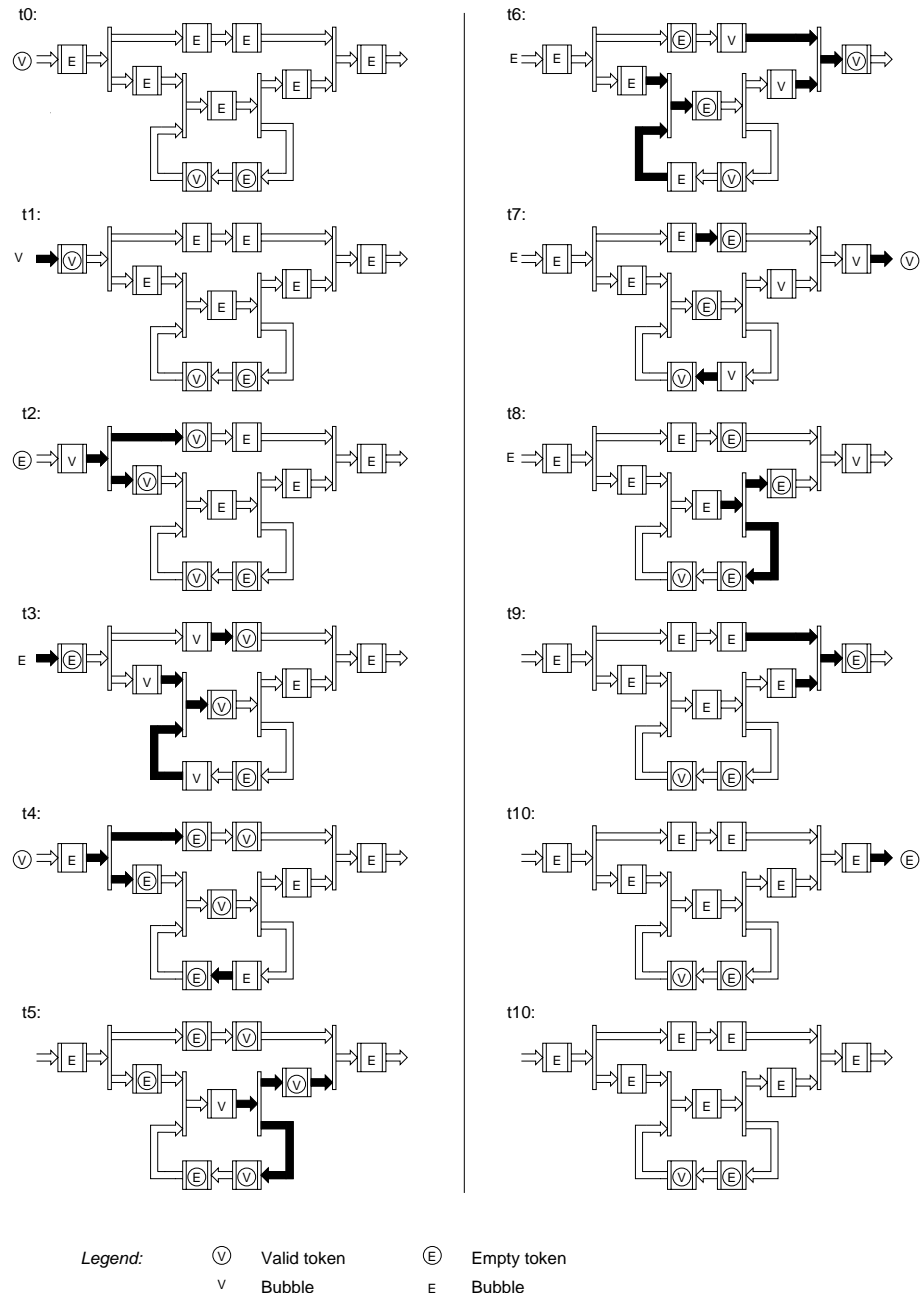 t0:
E E
Ⓥ E E
E E
E
Ⓥ Ⓔ
t1:
E E
V Ⓥ E
E E
E
Ⓥ Ⓔ
t2:
Ⓥ E
Ⓔ V E
Ⓥ E
E
Ⓥ Ⓔ
t3:
V Ⓥ
E Ⓔ E
V E
Ⓥ
V Ⓔ
t4:
Ⓔ Ⓥ
Ⓥ E E
Ⓔ E
Ⓥ
Ⓔ E
t5:
Ⓔ Ⓥ
E E
Ⓔ Ⓥ
V
Ⓔ Ⓥ
t6:
Ⓔ V
E E Ⓥ
E V
Ⓔ
E Ⓥ
t7:
E Ⓔ
E E V Ⓥ
E V
Ⓔ
Ⓥ V
t8:
E Ⓔ
E E V
E Ⓔ
E
Ⓥ Ⓔ
t9:
E E
E Ⓔ
E E
E
Ⓥ Ⓔ
t10:
E E
E E Ⓔ
E E
E
Ⓥ Ⓔ
t10:
E E
E E
E E
E
Ⓥ Ⓔ
Legend: Ⓥ Valid token Ⓔ Empty token
V Bubble E Bubble